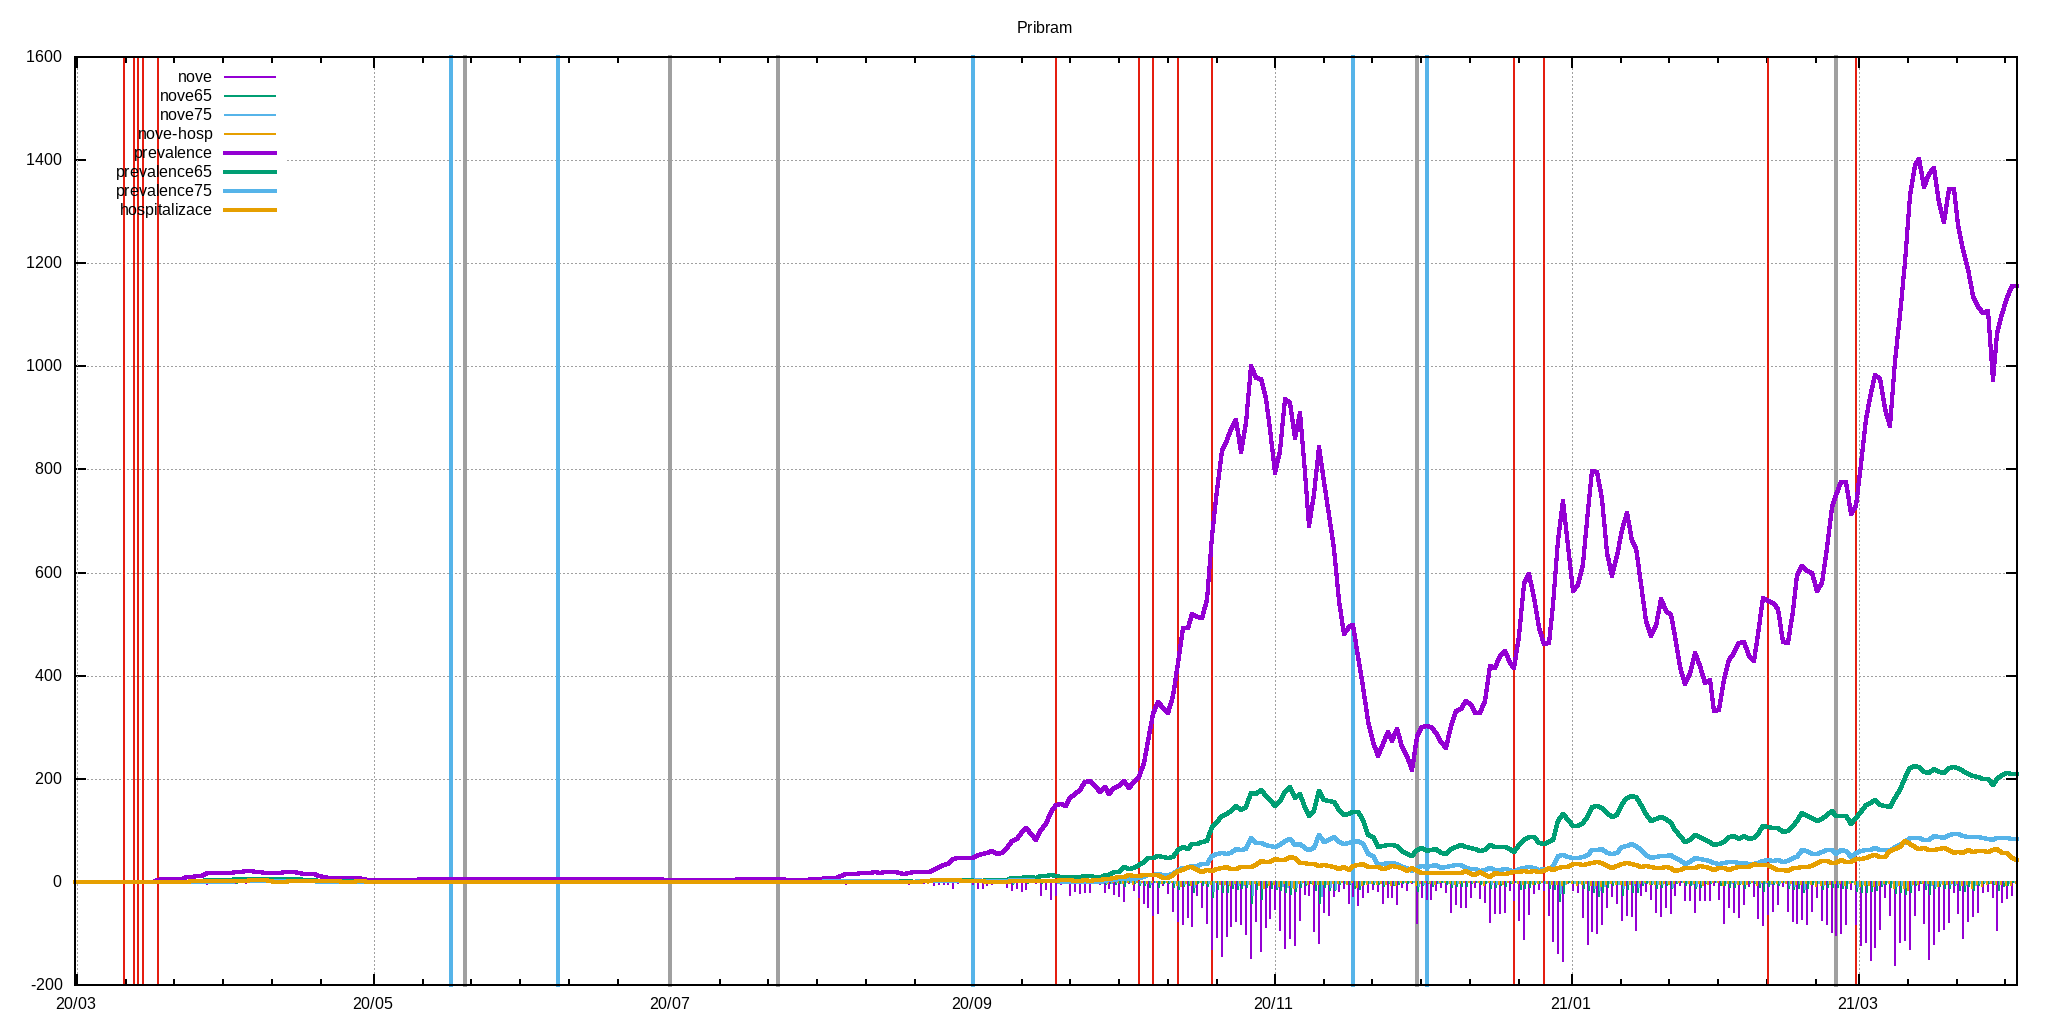 Pribram
1600
1400
1200
1000
800
600
400
200
0
-200
nove
nove65
nove75
nove-hosp
prevalence
prevalence65
prevalence75
hospitalizace
20/03 20/05 20/07 20/09 20/11 21/01 21/03